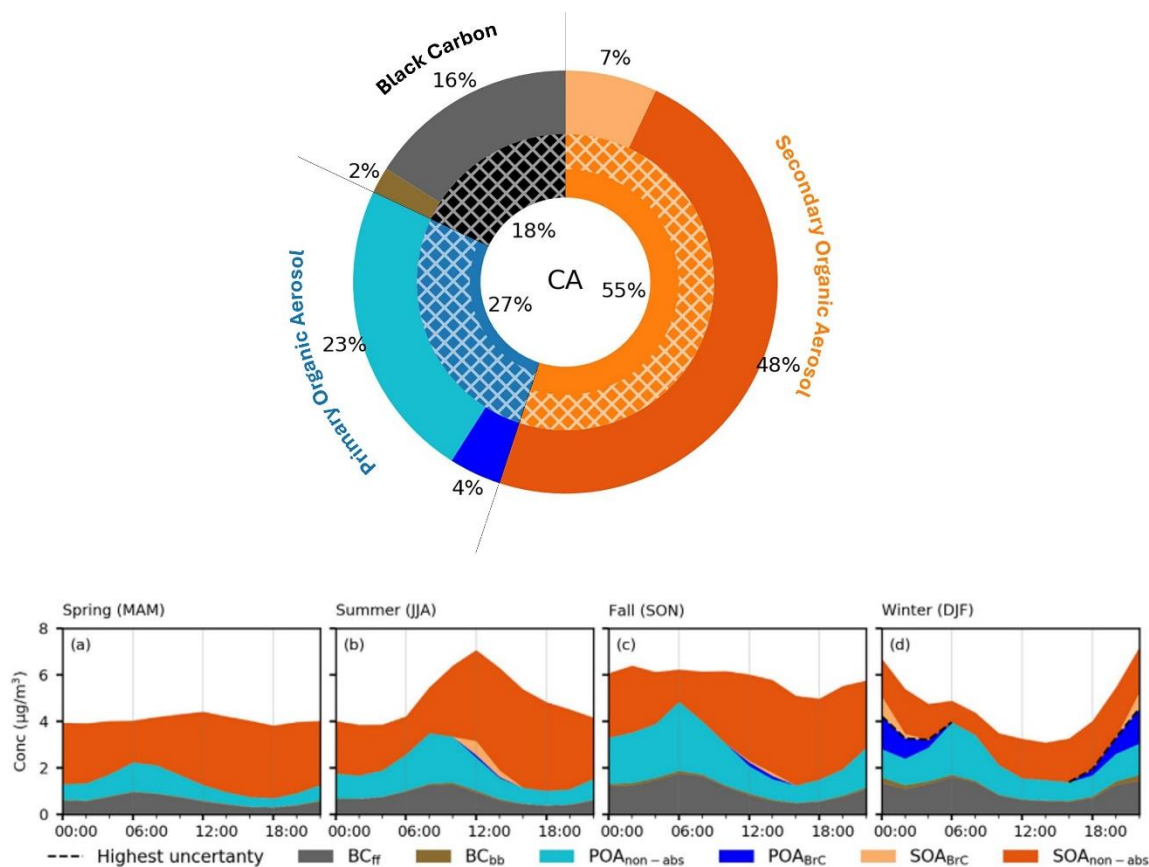 Black Carbon
16%
7%
2%
18%
CA
55%
27%
Secondary Organic Aerosol
48%
Primary Organic Aerosol
23%
4%
Spring (MAM)
Summer (JJA)
Fall (SON)
Winter (DJF)
Conc (µg/m³)
8
6
4
2
0
(a)
(b)
(c)
(d)
00:00 06:00 12:00 18:00
00:00 06:00 12:00 18:00
00:00 06:00 12:00 18:00
00:00 06:00 12:00 18:00
Highest uncertainty
BCff
BCbb
POAnon−abs
POABrC
SOABrC
SOAnon−abs